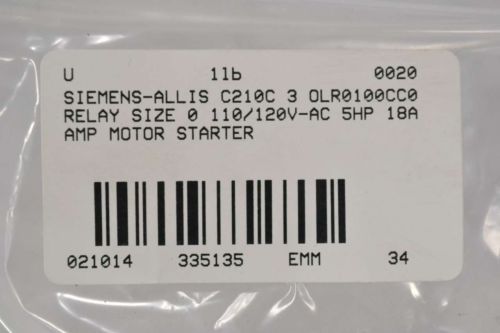 U 1lb 0020
SIEMENS-ALLIS C210C 3 OLR0100CC0
RELAY SIZE 0 110/120V-AC 5HP 18A
AMP MOTOR STARTER
021014 335135 EMM 34